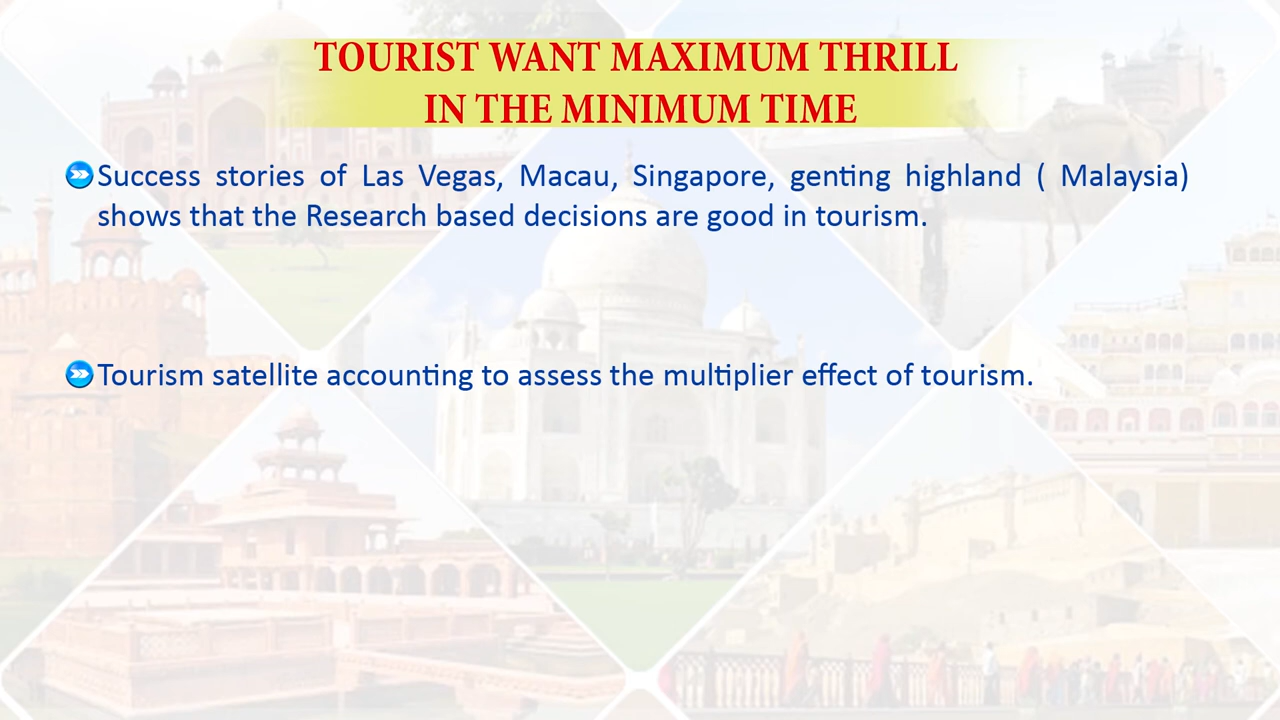 TOURIST WANT MAXIMUM THRILL
IN THE MINIMUM TIME
Success stories of Las Vegas, Macau, Singapore, genting highland ( Malaysia)
shows that the Research based decisions are good in tourism.
Tourism satellite accounting to assess the multiplier effect of tourism.